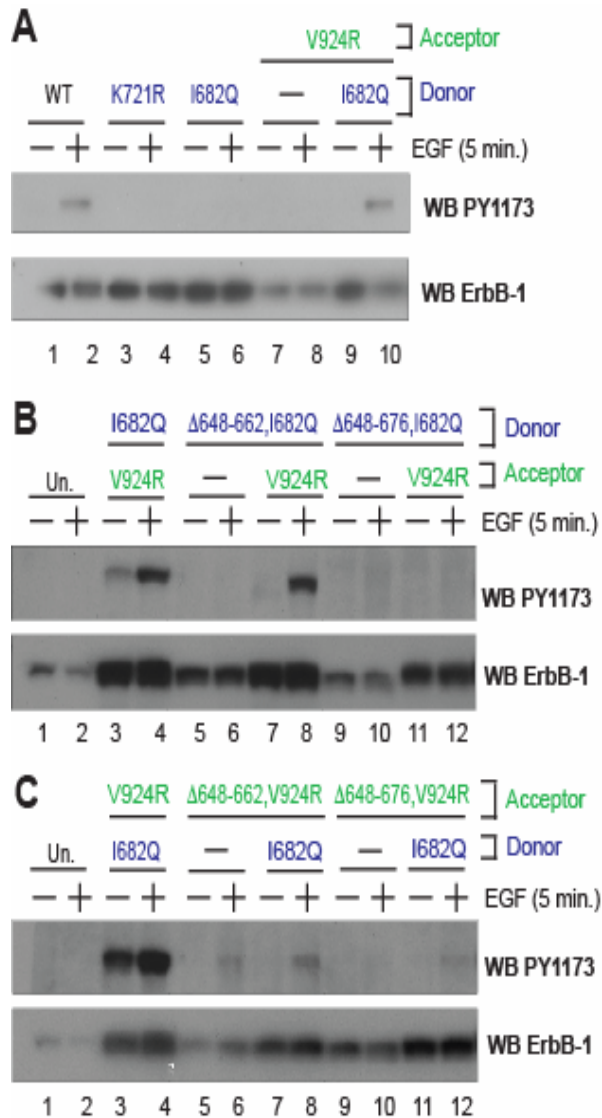 A
V924R ] Acceptor
WT K721R I682Q — I682Q ] Donor
− + − + − + − + − + EGF (5 min.)
WB PY1173
WB ErbB-1
1 2 3 4 5 6 7 8 9 10
B
I682Q Δ648-662,I682Q Δ648-676,I682Q ] Donor
Un. V924R — V924R — V924R ] Acceptor
− + − + − + − + − + − + EGF (5 min.)
WB PY1173
WB ErbB-1
1 2 3 4 5 6 7 8 9 10 11 12
C
V924R Δ648-662,V924R Δ648-676,V924R ] Acceptor
Un. I682Q — I682Q — I682Q ] Donor
− + − + − + − + − + − + EGF (5 min.)
WB PY1173
WB ErbB-1
1 2 3 4 5 6 7 8 9 10 11 12